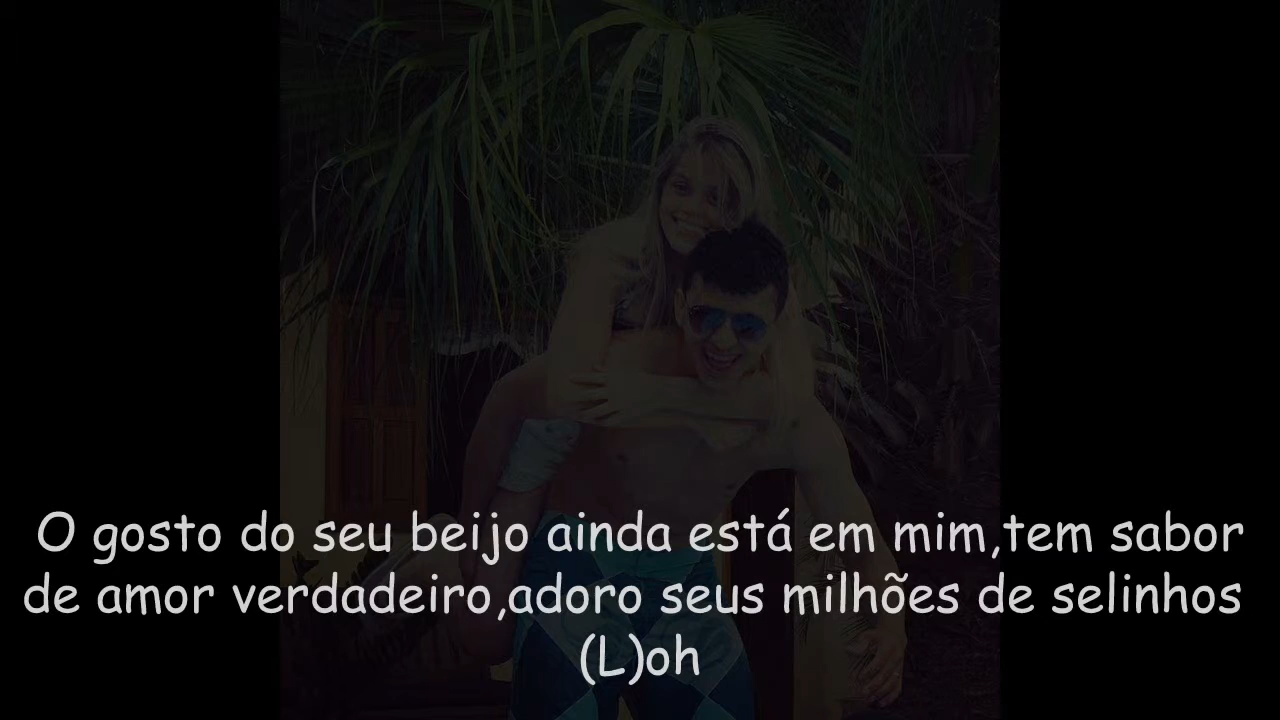 O gosto do seu beijo ainda está em mim,tem sabor
de amor verdadeiro,adoro seus milhões de selinhos
(L)oh